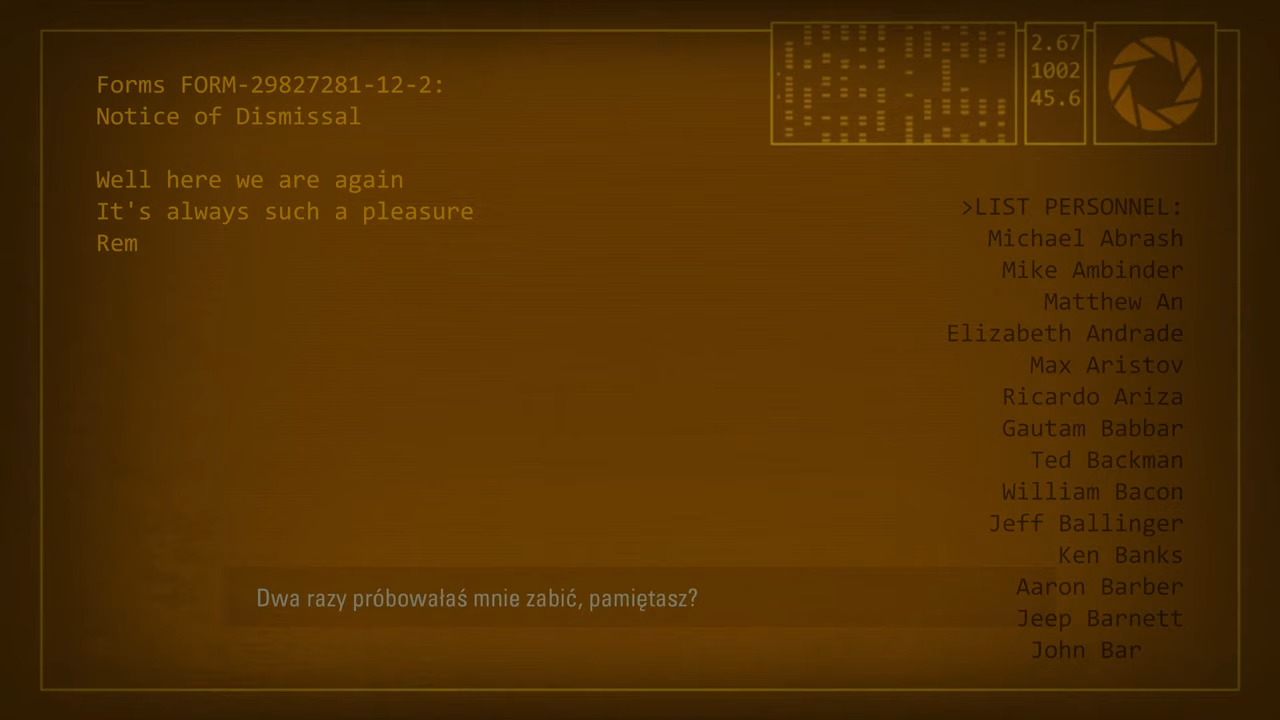 Forms FORM-29827281-12-2:
Notice of Dismissal
Well here we are again
It's always such a pleasure
Rem
2.67
1002
45.6
>LIST PERSONNEL:
Michael Abrash
Mike Ambinder
Matthew An
Elizabeth Andrade
Max Aristov
Ricardo Ariza
Gautam Babbar
Ted Backman
William Bacon
Jeff Ballinger
Ken Banks
Aaron Barber
Jeep Barnett
John Bar
Dwa razy próbowałaś mnie zabić, pamiętasz?